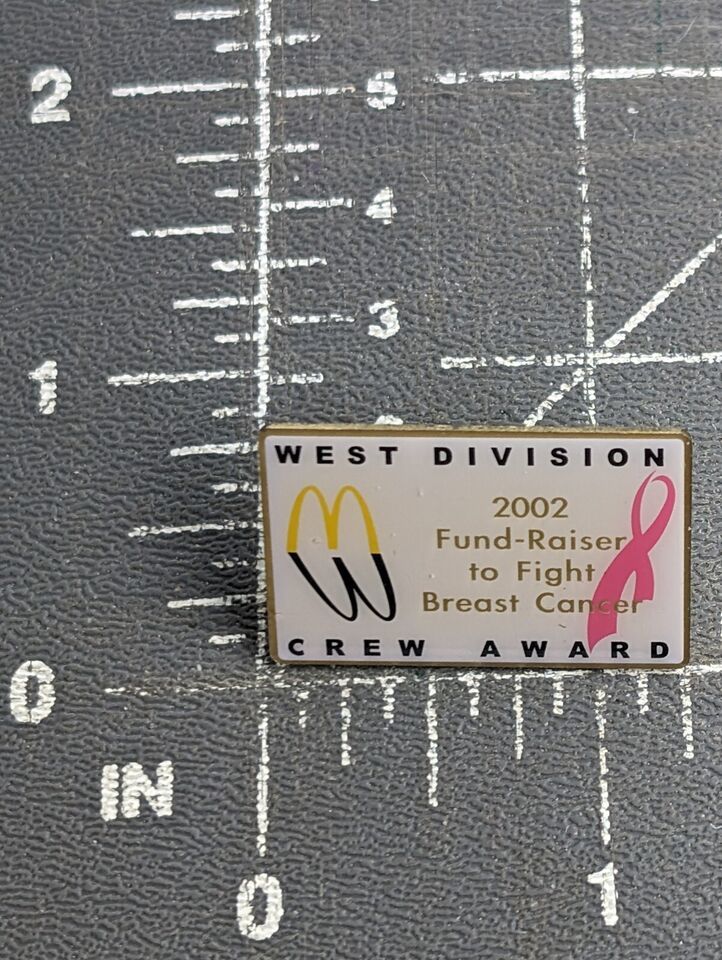 2
5
4
3
1
WEST DIVISION
2002
Fund-Raiser
to Fight
Breast Cancer
CREW AWARD
0
IN
0
1